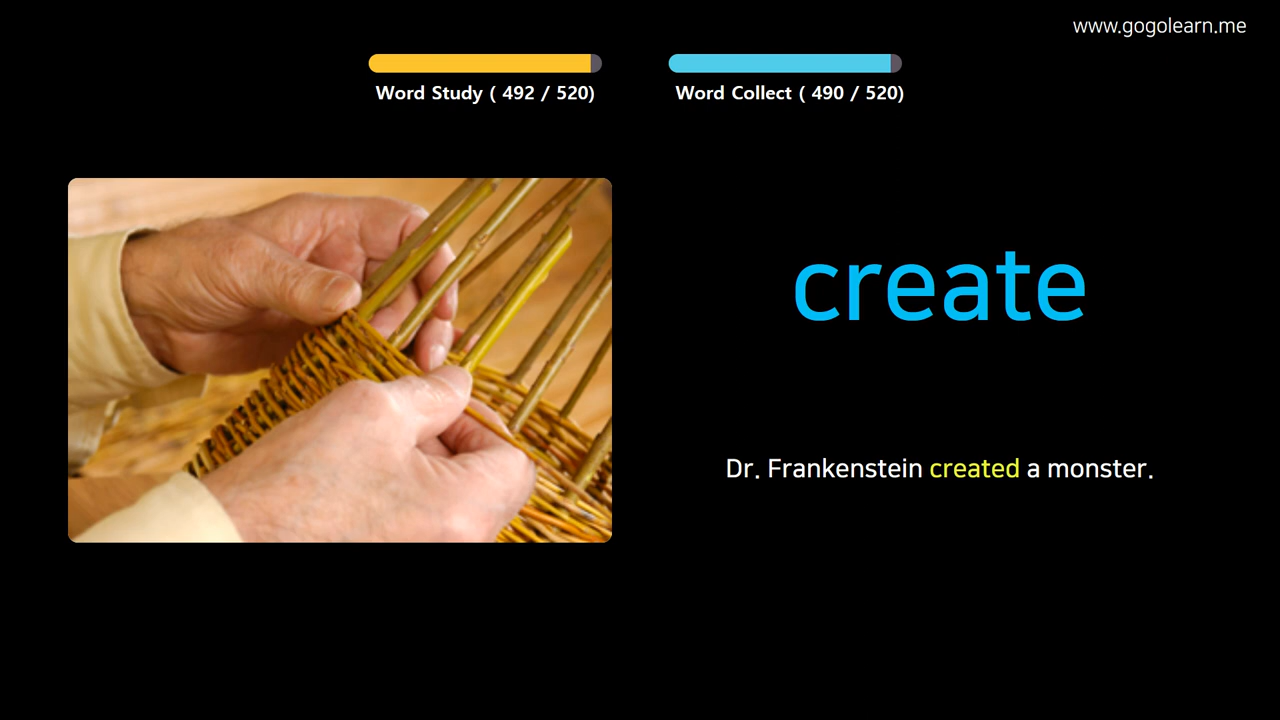 www.gogolearn.me
Word Study ( 492 / 520)
Word Collect ( 490 / 520)
create
Dr. Frankenstein created a monster.